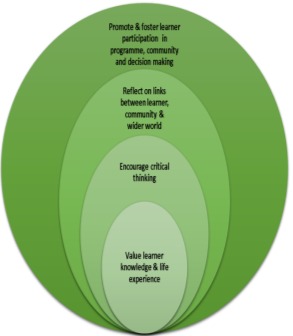 Promote & foster learner
participation in
programme, community
and decision making
Reflect on links
between learner,
community &
wider world
Encourage critical
thinking
Value learner
knowledge & life
experience